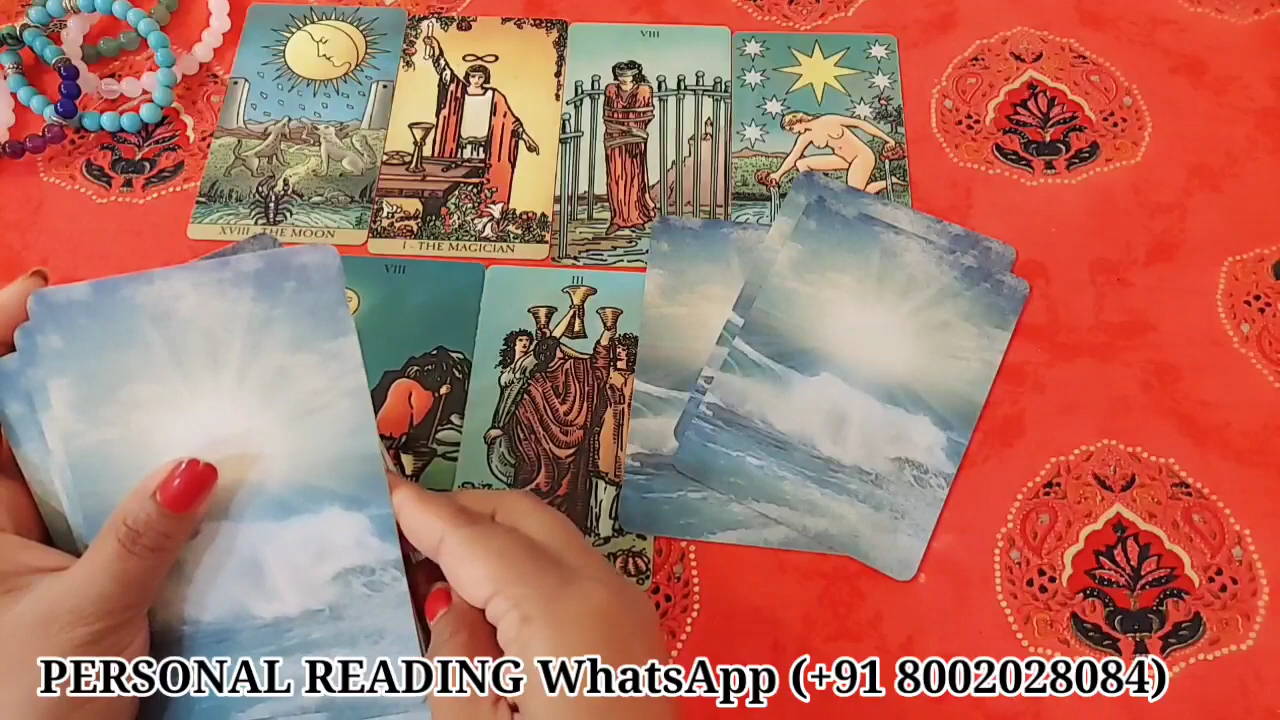 VIII
XVIII - THE MOON
I - THE MAGICIAN
VIII
III
PERSONAL READING WhatsApp (+91 8002028084)